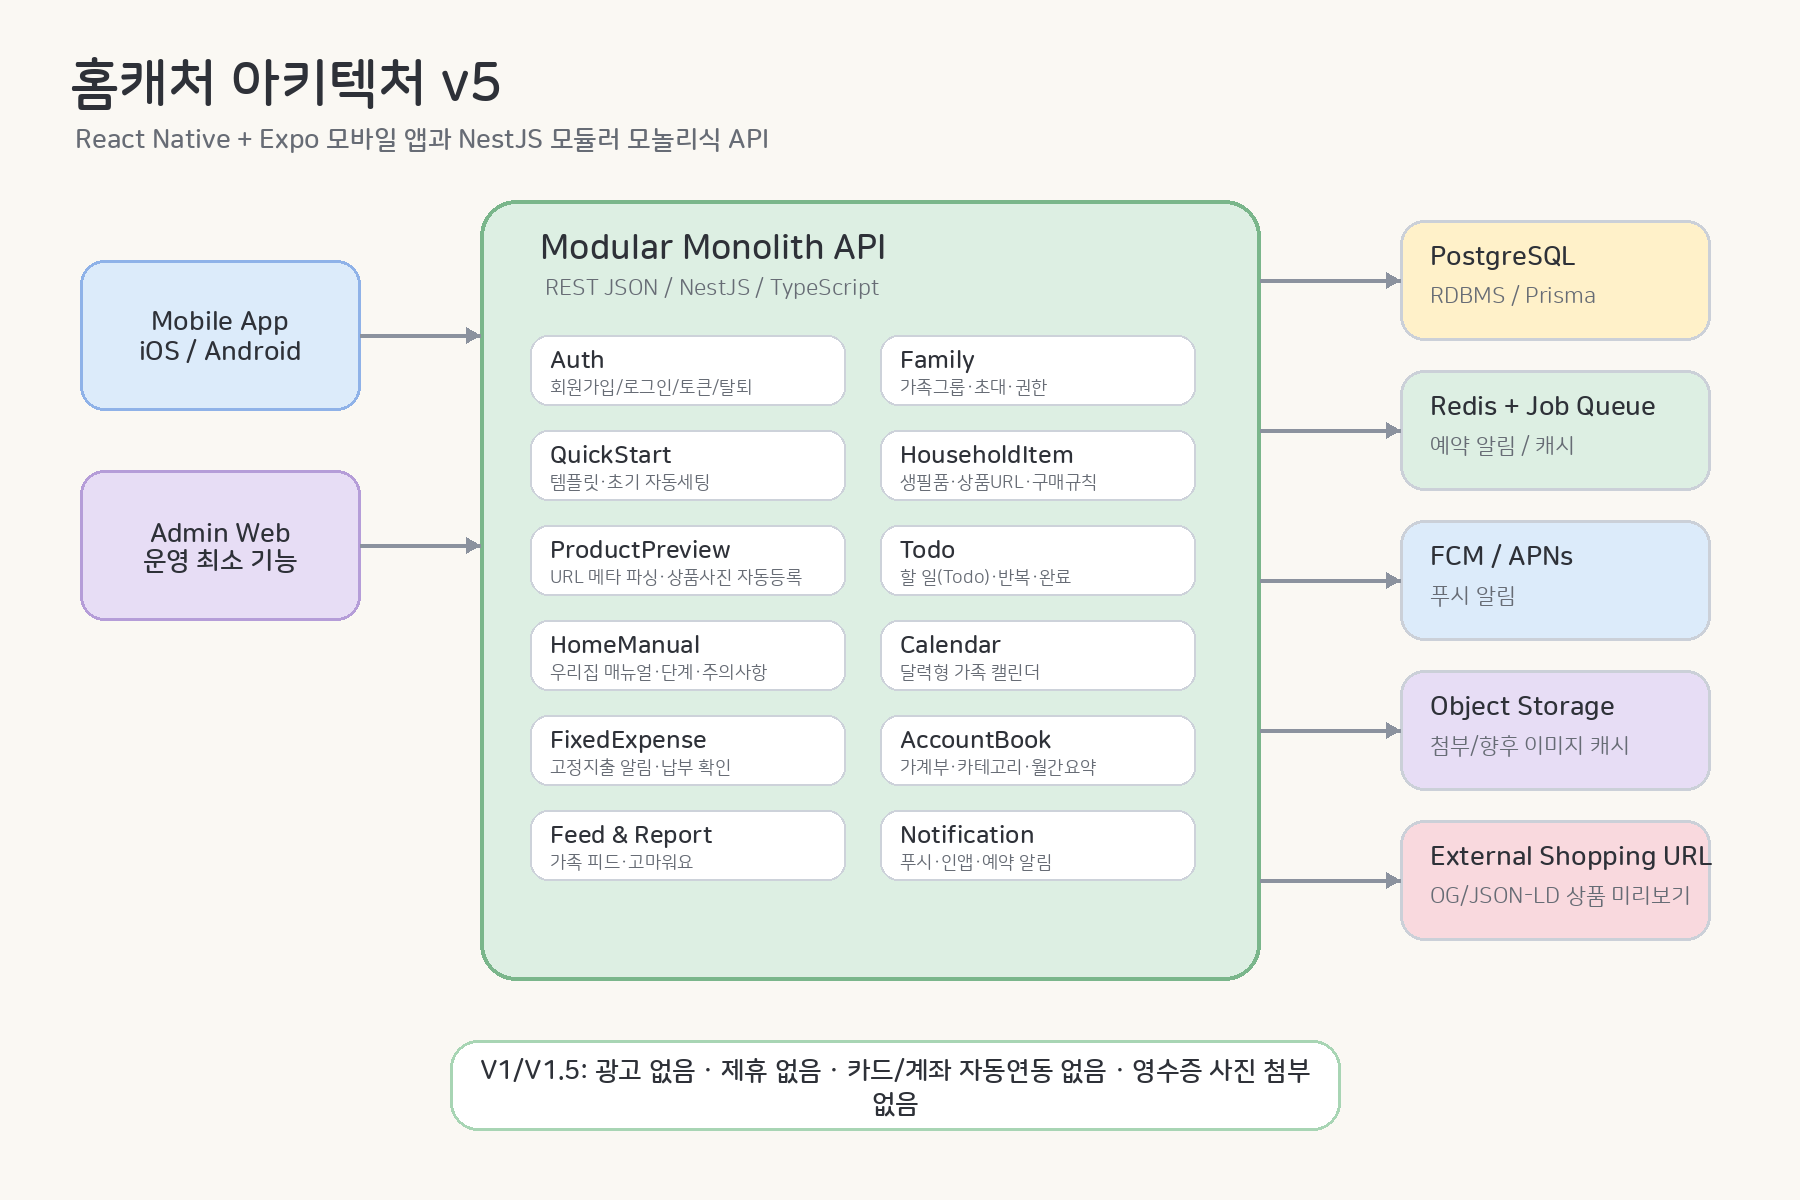 홈캐처 아키텍처 v5
React Native + Expo 모바일 앱과 NestJS 모듈러 모놀리식 API
Mobile App
iOS / Android
Admin Web
운영 최소 기능
Modular Monolith API
REST JSON / NestJS / TypeScript
Auth
회원가입/로그인/토큰/탈퇴
Family
가족그룹·초대·권한
QuickStart
템플릿·초기 자동세팅
HouseholdItem
생필품·상품URL·구매규칙
ProductPreview
URL 메타 파싱·상품사진 자동등록
Todo
할 일(Todo)·반복·완료
HomeManual
우리집 매뉴얼·단계·주의사항
Calendar
달력형 가족 캘린더
FixedExpense
고정지출 알림·납부 확인
AccountBook
가계부·카테고리·월간요약
Feed & Report
가족 피드·고마워요
Notification
푸시·인앱·예약 알림
PostgreSQL
RDBMS / Prisma
Redis + Job Queue
예약 알림 / 캐시
FCM / APNs
푸시 알림
Object Storage
첨부/향후 이미지 캐시
External Shopping URL
OG/JSON-LD 상품 미리보기
V1/V1.5: 광고 없음 · 제휴 없음 · 카드/계좌 자동연동 없음 · 영수증 사진 첨부
없음